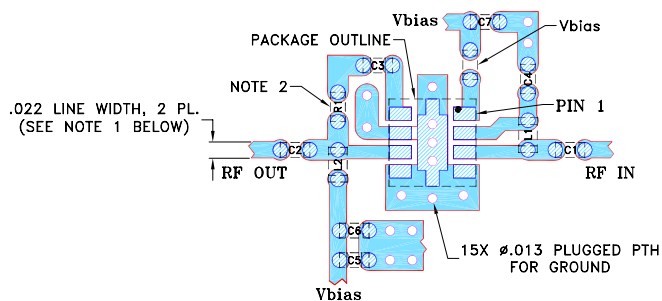 Vbias
C7
Vbias
PACKAGE OUTLINE
C3
C4
NOTE 2
R
PIN 1
.022 LINE WIDTH, 2 PL.
(SEE NOTE 1 BELOW)
L1
C2
L2
C1
RF OUT
RF IN
C6
15X Ø.013 PLUGGED PTH
FOR GROUND
C5
Vbias